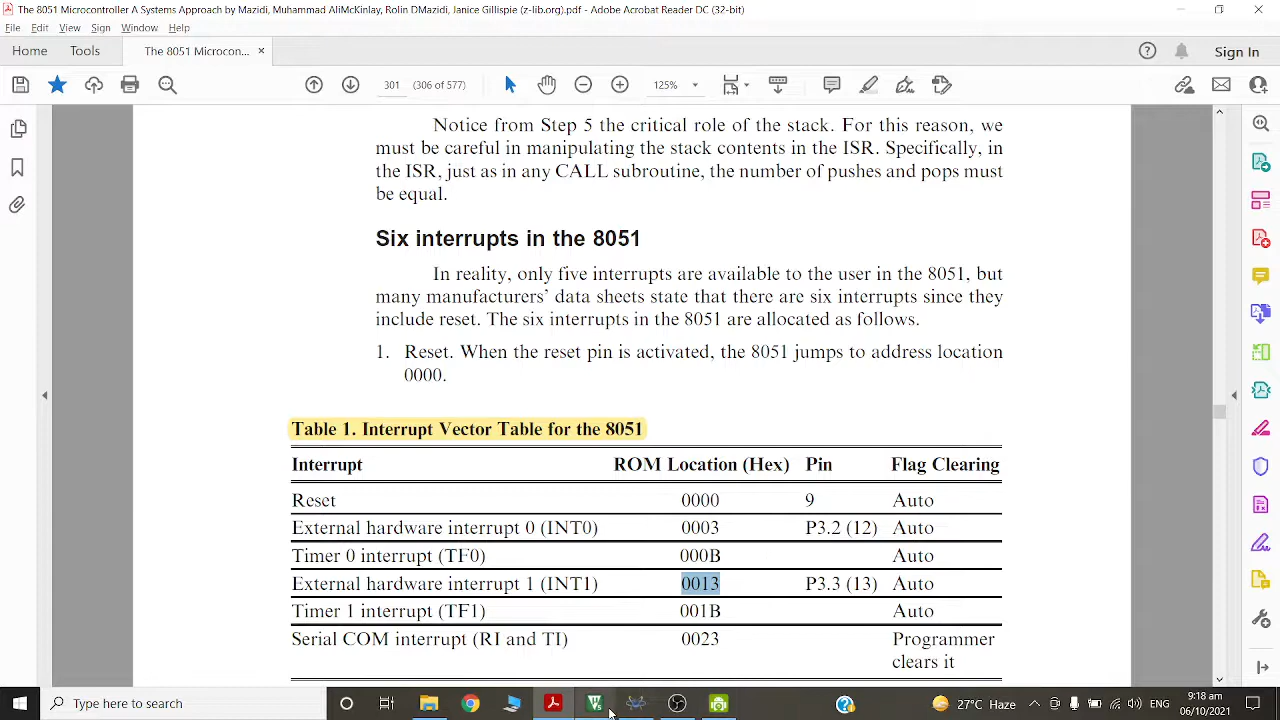 The 8051 Microcontroller A Systems Approach by Mazidi, Muhammad AliMcKinlay, Rolin DMazidi, Janice Gillispie (z-lib.org).pdf - Adobe Acrobat Reader DC (32-bit)
File Edit View Sign Window Help
Home Tools The 8051 Microcon... × Sign In
301 (306 of 577) 125%
Notice from Step 5 the critical role of the stack. For this reason, we
must be careful in manipulating the stack contents in the ISR. Specifically, in
the ISR, just as in any CALL subroutine, the number of pushes and pops must
be equal.
Six interrupts in the 8051
In reality, only five interrupts are available to the user in the 8051, but
many manufacturers' data sheets state that there are six interrupts since they
include reset. The six interrupts in the 8051 are allocated as follows.
1. Reset. When the reset pin is activated, the 8051 jumps to address location
0000.
Table 1. Interrupt Vector Table for the 8051
Interrupt ROM Location (Hex) Pin Flag Clearing
Reset 0000 9 Auto
External hardware interrupt 0 (INT0) 0003 P3.2 (12) Auto
Timer 0 interrupt (TF0) 000B Auto
External hardware interrupt 1 (INT1) 0013 P3.3 (13) Auto
Timer 1 interrupt (TF1) 001B Auto
Serial COM interrupt (RI and TI) 0023 Programmer
clears it
Type here to search 27°C Haze ENG 9:18 am
06/10/2021